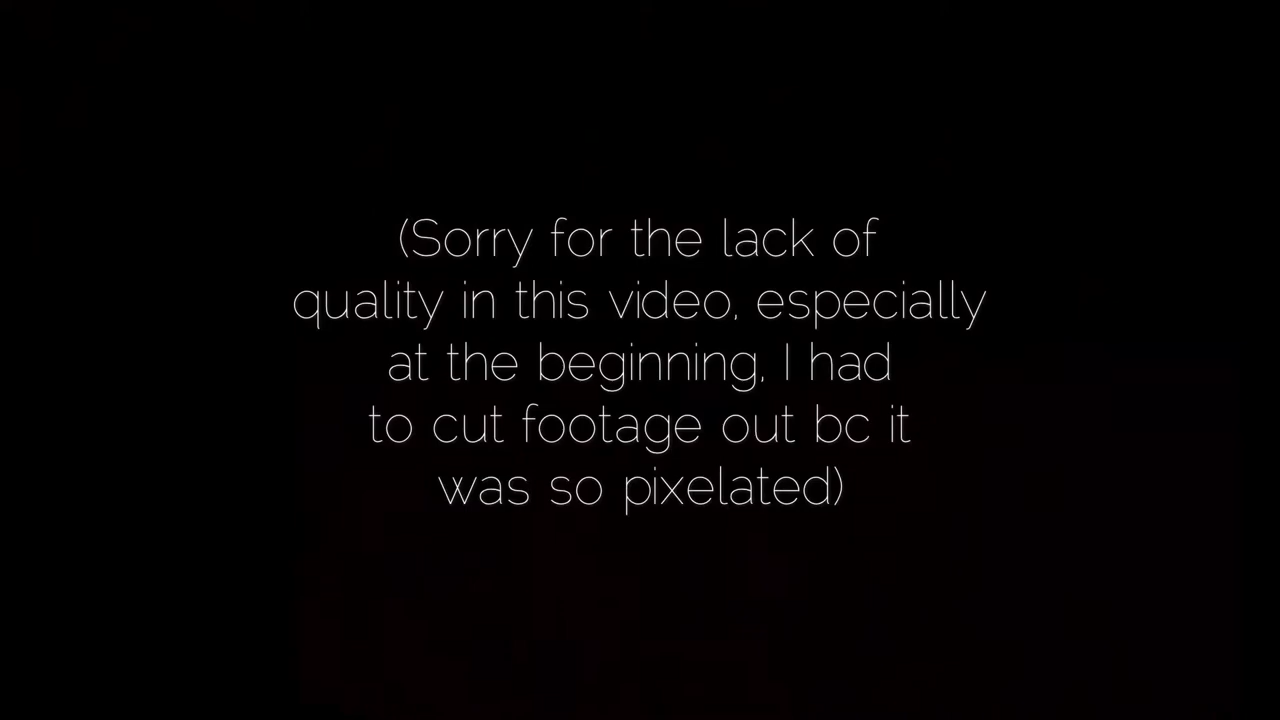 (Sorry for the lack of
quality in this video, especially
at the beginning, I had
to cut footage out bc it
was so pixelated)